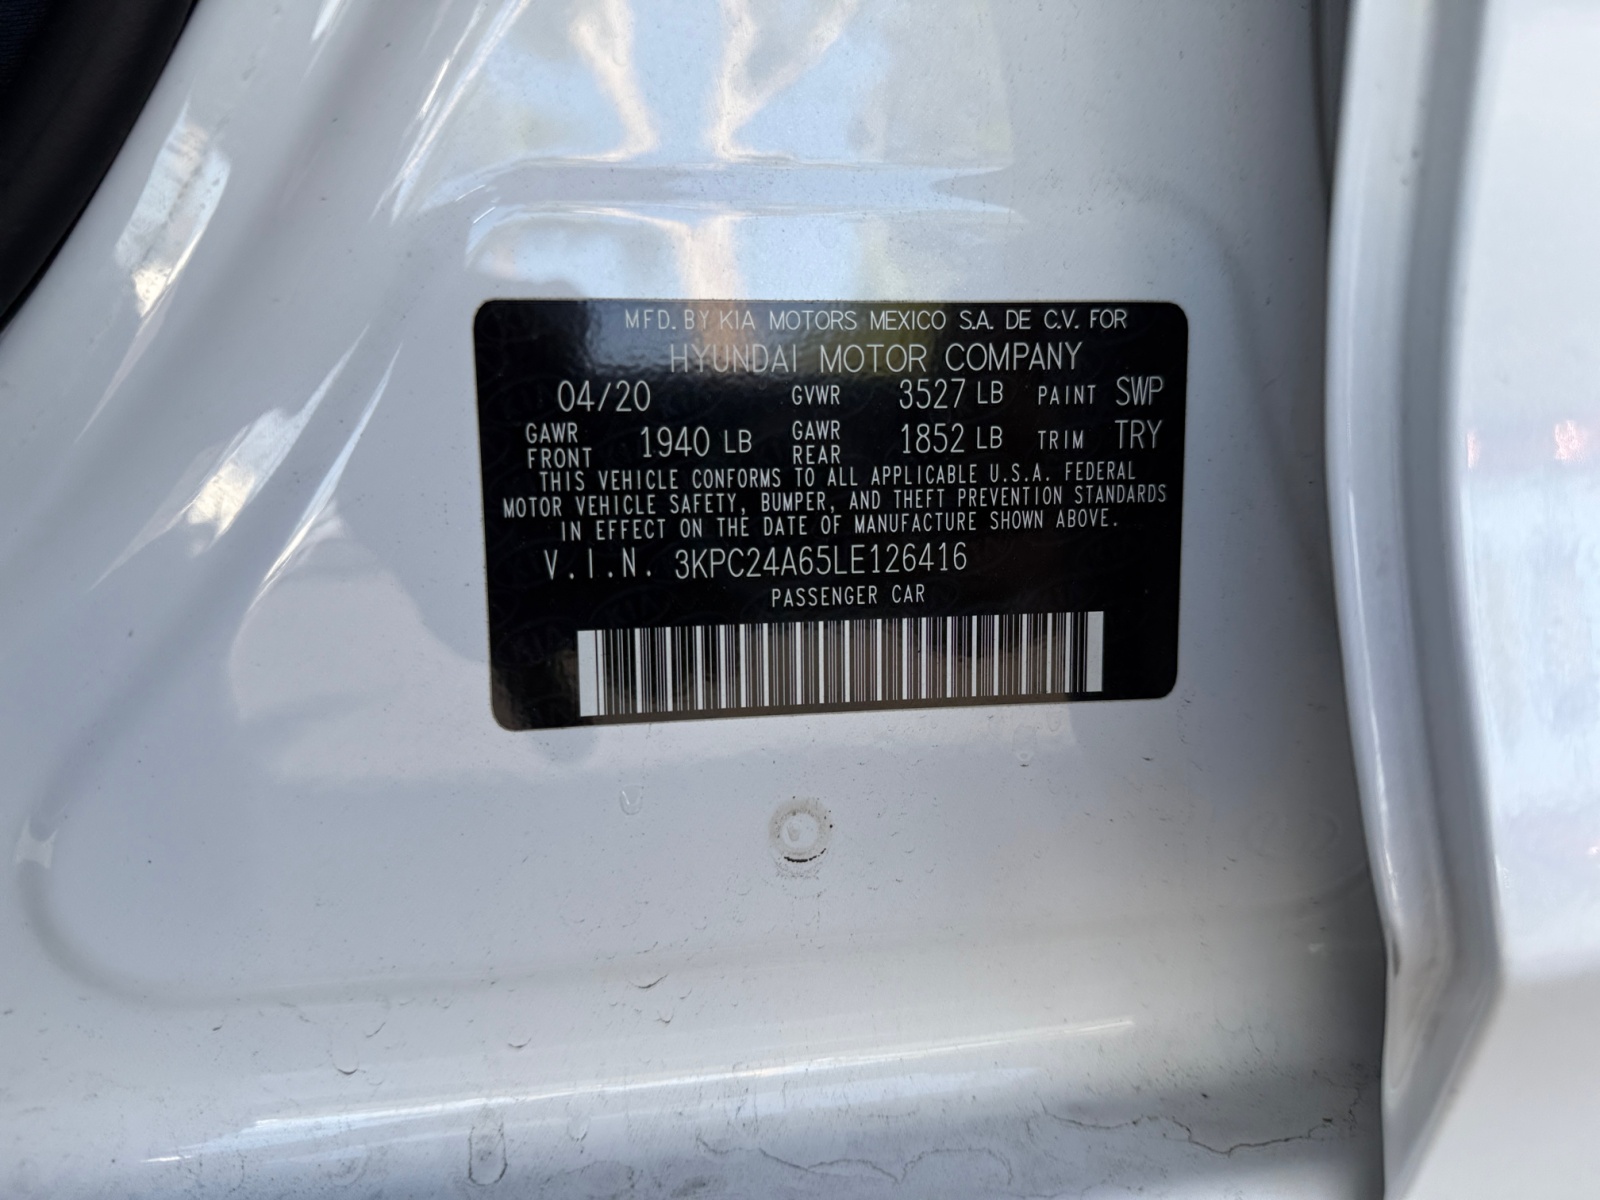 MFD. BY KIA MOTORS MEXICO S.A. DE C.V. FOR
HYUNDAI MOTOR COMPANY
04/20 GVWR 3527 LB PAINT SWP
GAWR FRONT 1940 LB GAWR REAR 1852 LB TRIM TRY
THIS VEHICLE CONFORMS TO ALL APPLICABLE U.S.A. FEDERAL
MOTOR VEHICLE SAFETY, BUMPER, AND THEFT PREVENTION STANDARDS
IN EFFECT ON THE DATE OF MANUFACTURE SHOWN ABOVE.
V.I.N. 3KPC24A65LE126416
PASSENGER CAR